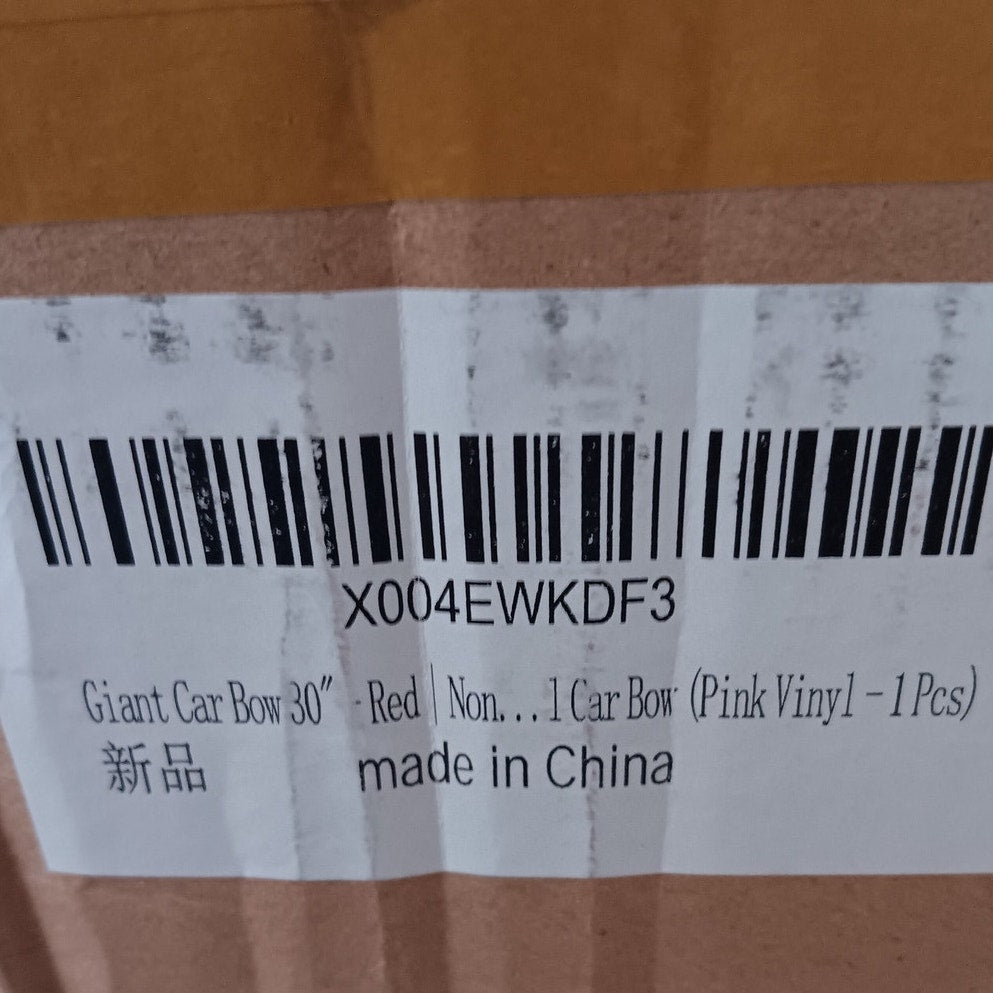 X004EWKDF3
Giant Car Bow 30" - Red | Non...1 Car Bow (Pink Vinyl - 1 Pcs)
新品 made in China